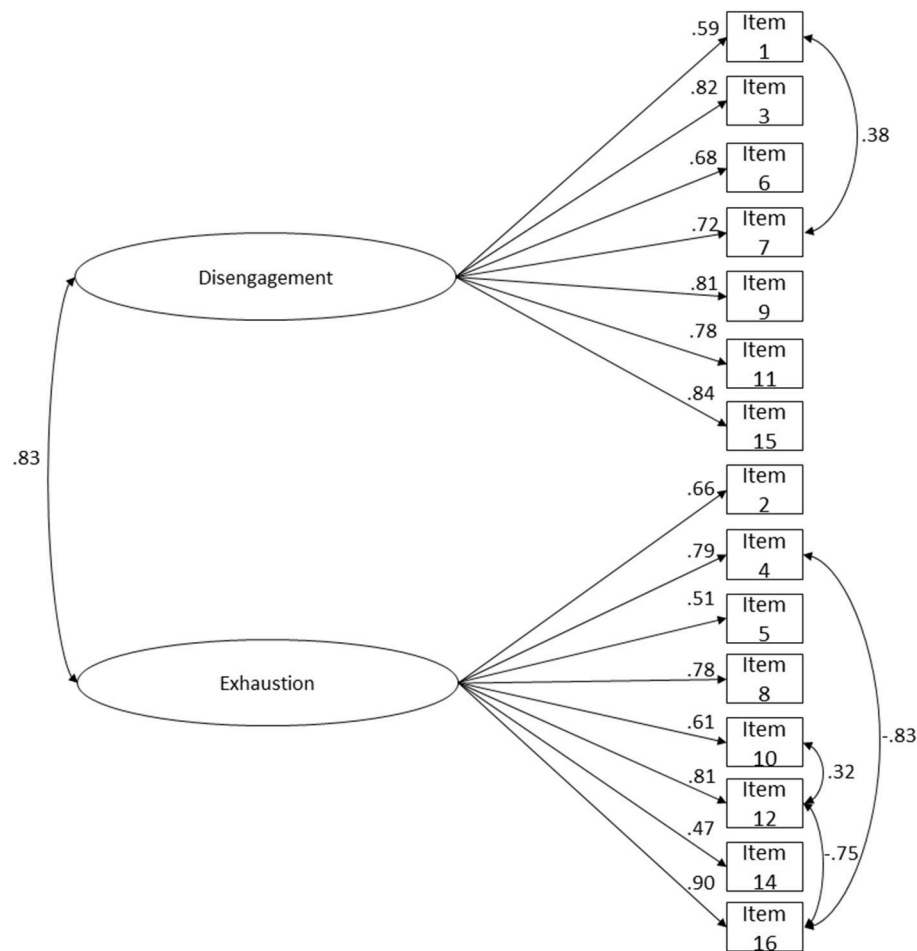 .59
Item
1
.82
Item
3
.38
.68
Item
6
.72
Item
7
Disengagement
.81
Item
9
.78
Item
11
.84
Item
15
.83
.66
Item
2
.79
Item
4
.51
Item
5
Exhaustion
.78
Item
8
.61
Item
10
-.83
.32
.81
Item
12
.47
Item
14
-.75
.90
Item
16